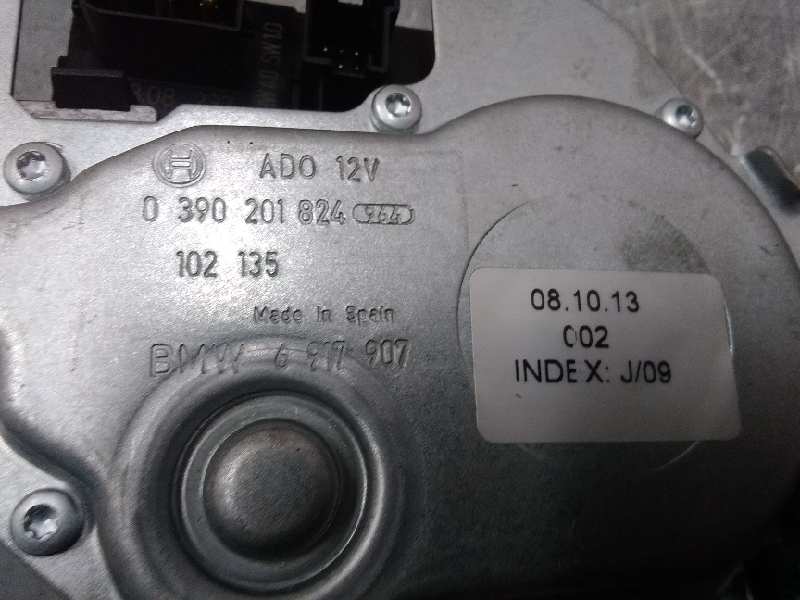 ADO 12V
0 390 201 824 964
102 135
Made in Spain
BMW 6 917 907
08.10.13
002
INDEX: J/09